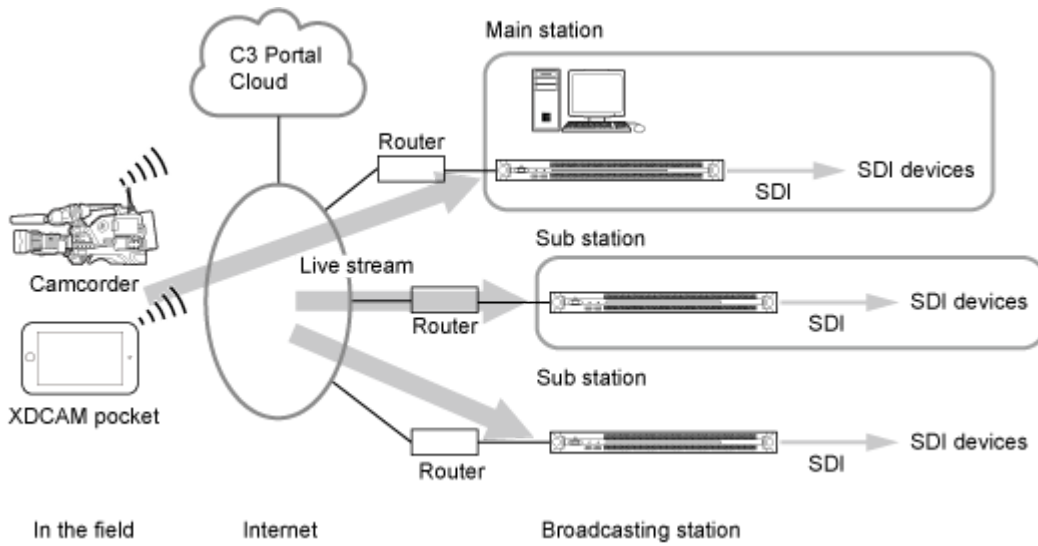 C3 Portal
Cloud
Main station
Router
SDI devices
SDI
Camcorder
Live stream
Sub station
Router
SDI devices
SDI
XDCAM pocket
Sub station
Router
SDI devices
SDI
In the field
Internet
Broadcasting station